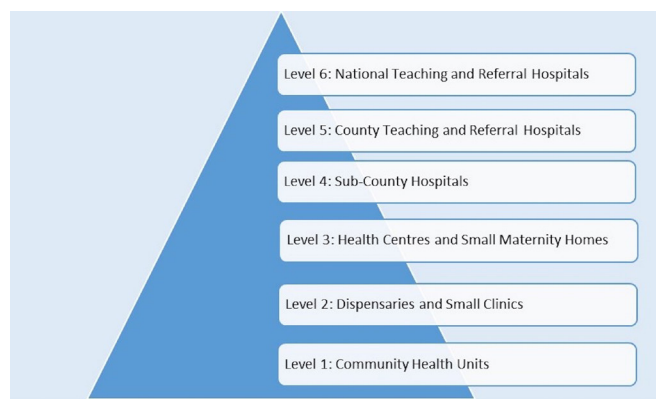 Level 6: National Teaching and Referral Hospitals
Level 5: County Teaching and Referral Hospitals
Level 4: Sub-County Hospitals
Level 3: Health Centres and Small Maternity Homes
Level 2: Dispensaries and Small Clinics
Level 1: Community Health Units